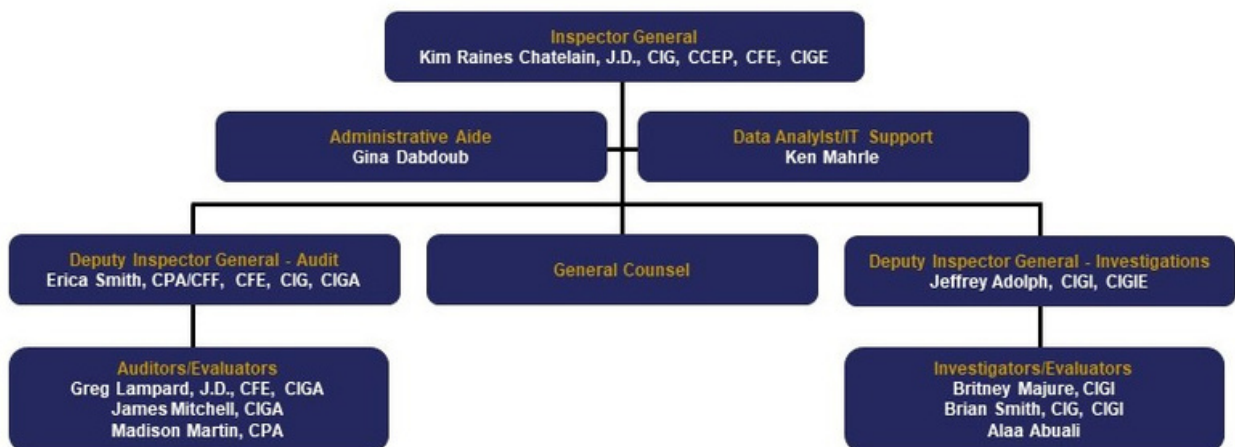 Inspector General
Kim Raines Chatelain, J.D., CIG, CCEP, CFE, CIGE
Administrative Aide
Gina Dabdoub
Data Analylst/IT Support
Ken Mahrle
Deputy Inspector General - Audit
Erica Smith, CPA/CFF, CFE, CIG, CIGA
General Counsel
Deputy Inspector General - Investigations
Jeffrey Adolph, CIGI, CIGIE
Auditors/Evaluators
Greg Lampard, J.D., CFE, CIGA
James Mitchell, CIGA
Madison Martin, CPA
Investigators/Evaluators
Britney Majure, CIGI
Brian Smith, CIG, CIGI
Alaa Abuali